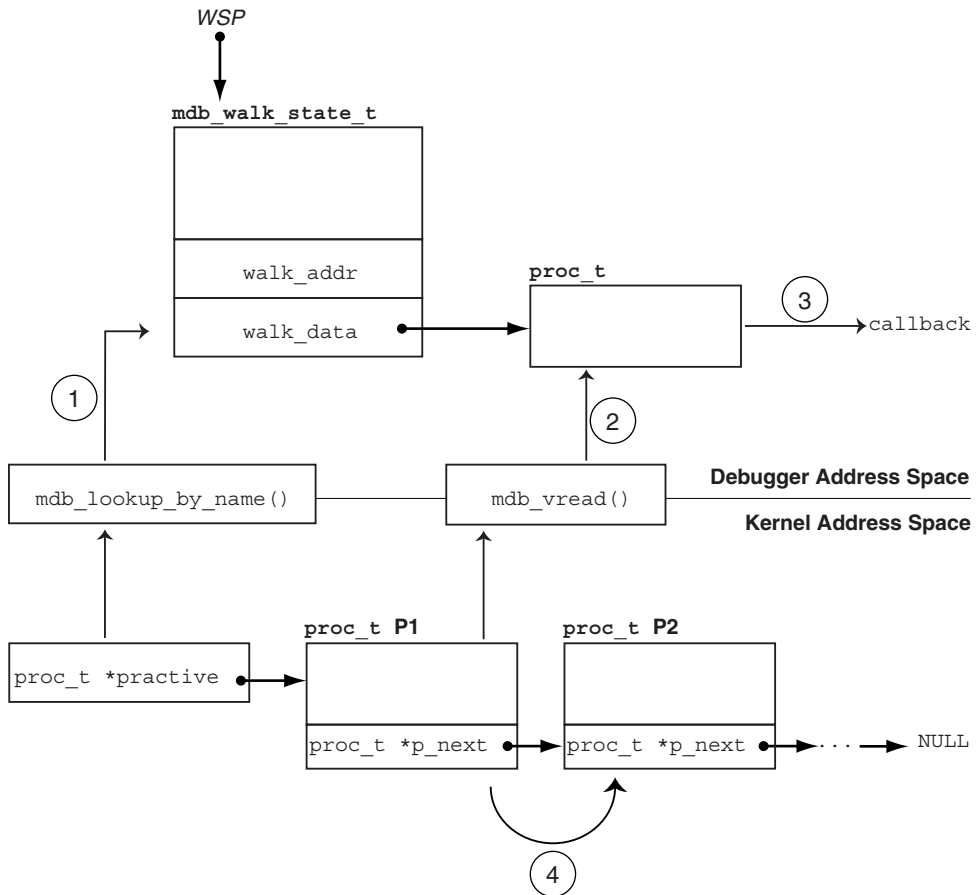 WSP
mdb_walk_state_t
walk_addr
walk_data
proc_t
3
callback
1
2
mdb_lookup_by_name()
mdb_vread()
Debugger Address Space
Kernel Address Space
proc_t *practive
proc_t P1
proc_t *p_next
proc_t P2
proc_t *p_next
...
NULL
4